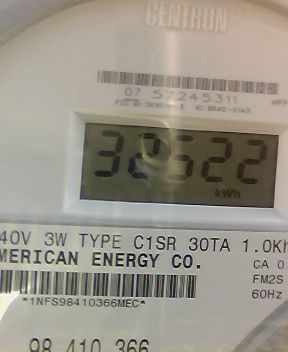 CENTRON®
07 57245311
32522
kWh
40V 3W TYPE C1SR 30TA 1.0Kh
MERICAN ENERGY CO.
CA 0
FM2S
*1NFS98410366MEC*
60Hz
98 410 366